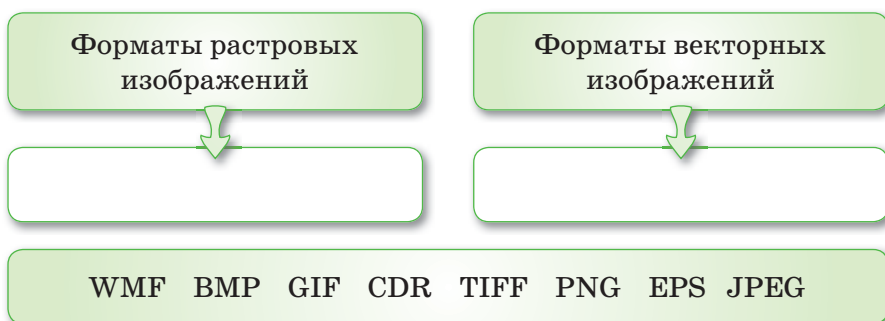 Форматы растровых
изображений
Форматы векторных
изображений
WMF BMP GIF CDR TIFF PNG EPS JPEG